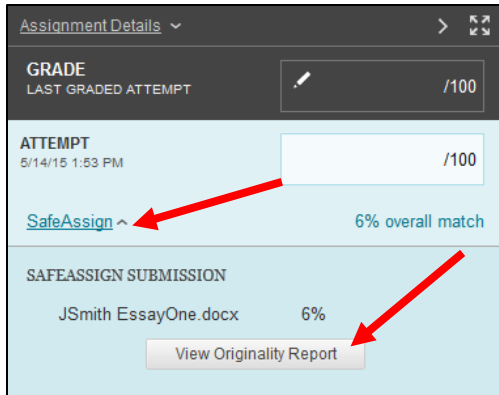 Assignment Details
GRADE
LAST GRADED ATTEMPT
/100
ATTEMPT
5/14/15 1:53 PM
/100
SafeAssign
6% overall match
SAFEASSIGN SUBMISSION
JSmith EssayOne.docx 6%
View Originality Report